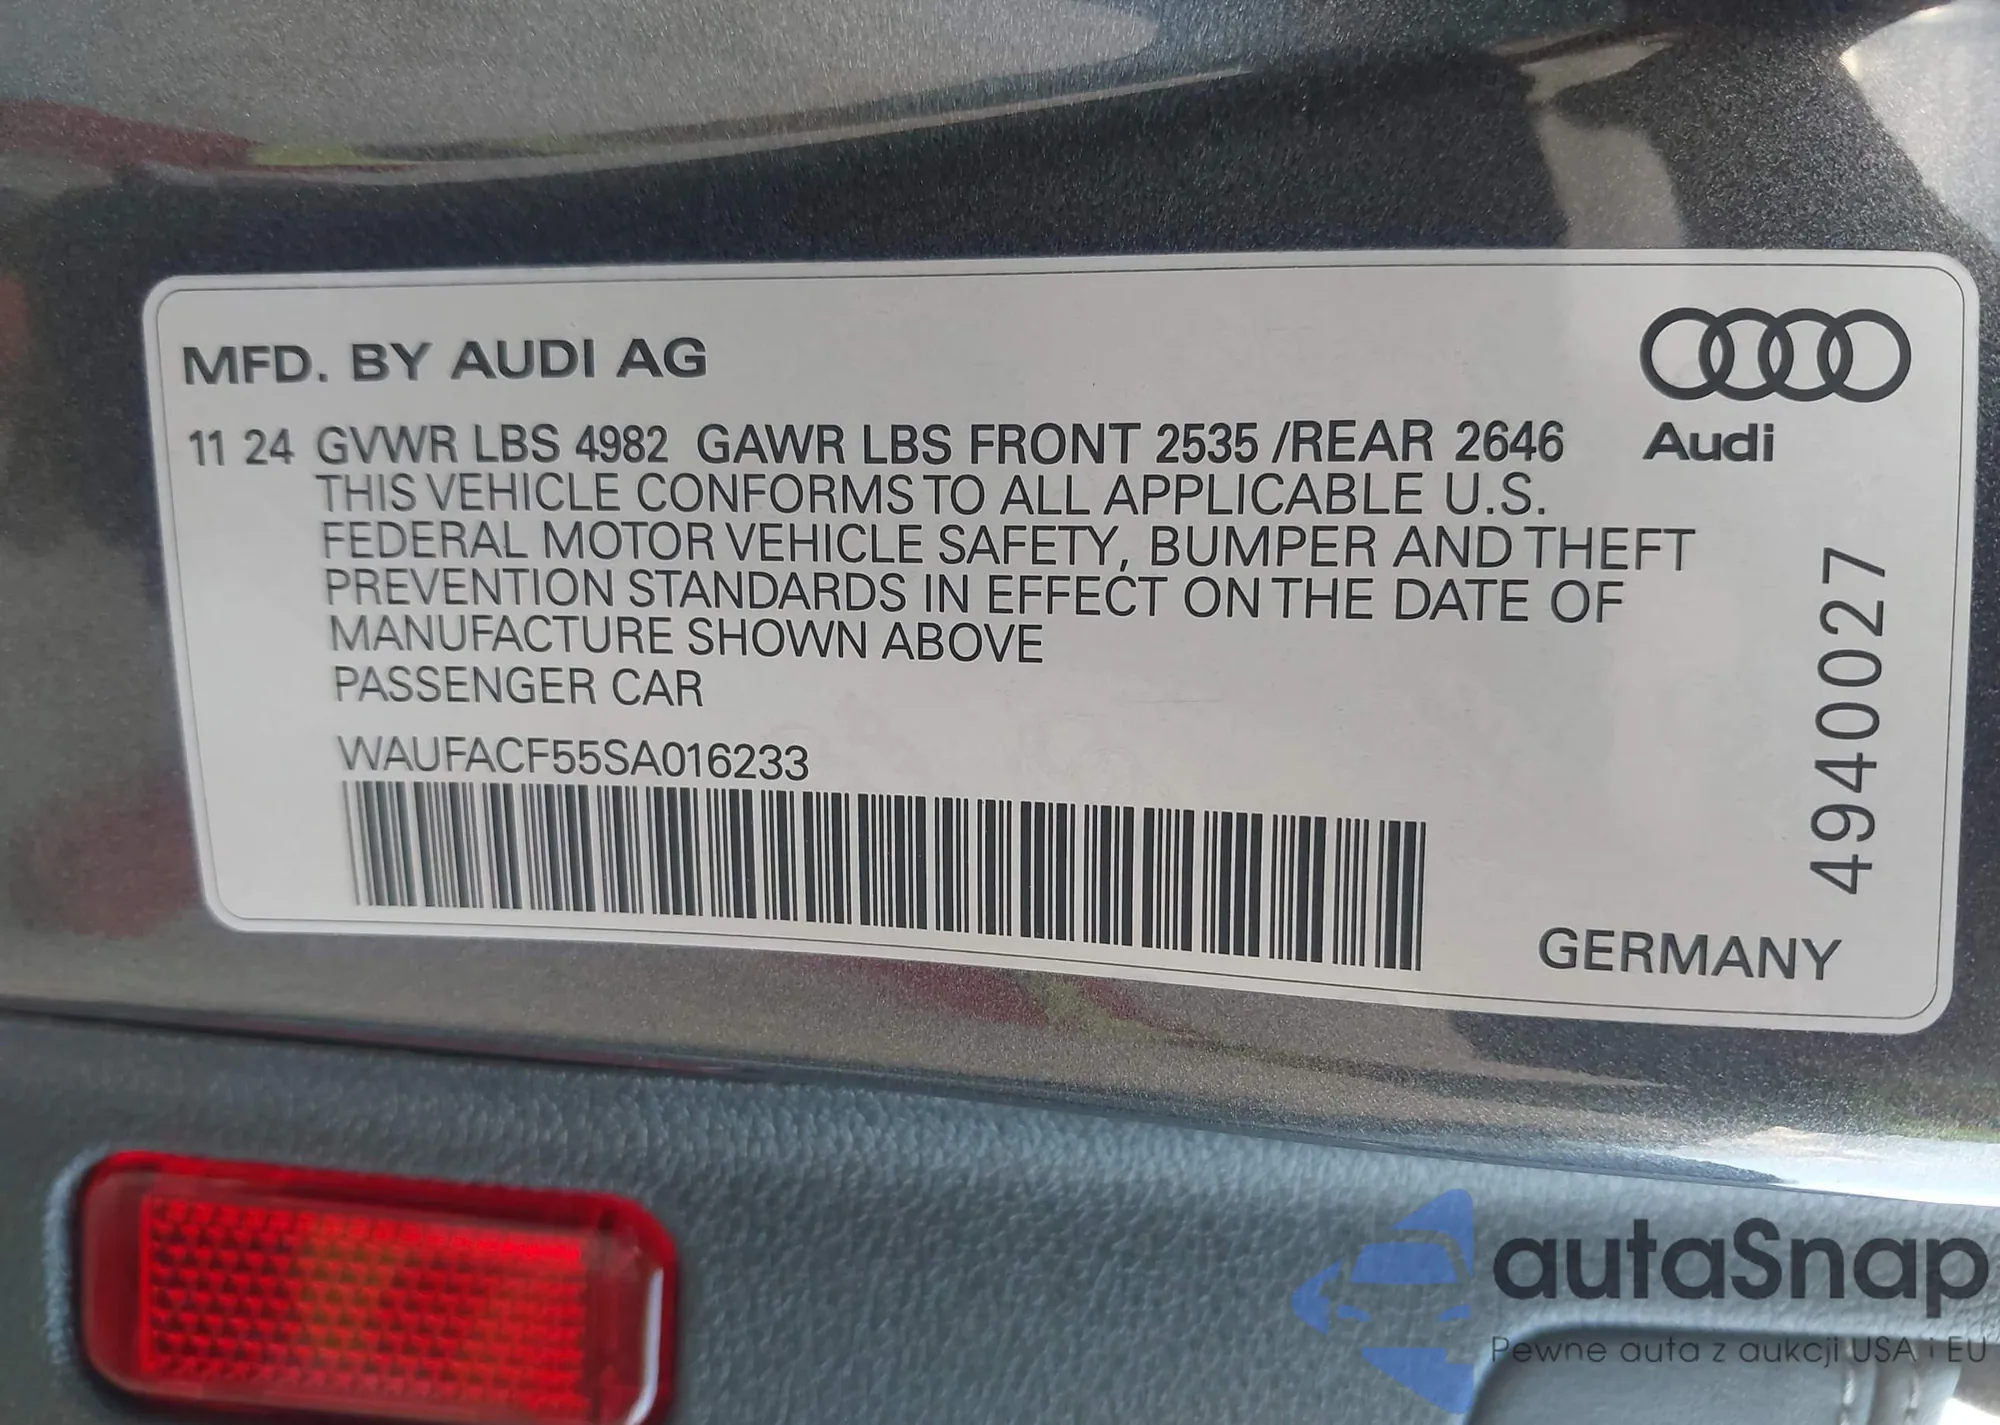 MFD. BY AUDI AG
Audi
11 24 GVWR LBS 4982 GAWR LBS FRONT 2535 /REAR 2646
THIS VEHICLE CONFORMS TO ALL APPLICABLE U.S.
FEDERAL MOTOR VEHICLE SAFETY, BUMPER AND THEFT
PREVENTION STANDARDS IN EFFECT ON THE DATE OF
MANUFACTURE SHOWN ABOVE
PASSENGER CAR
WAUFACF55SA016233
4940027
GERMANY
autaSnap
Pewne auta z aukcji USA i EU